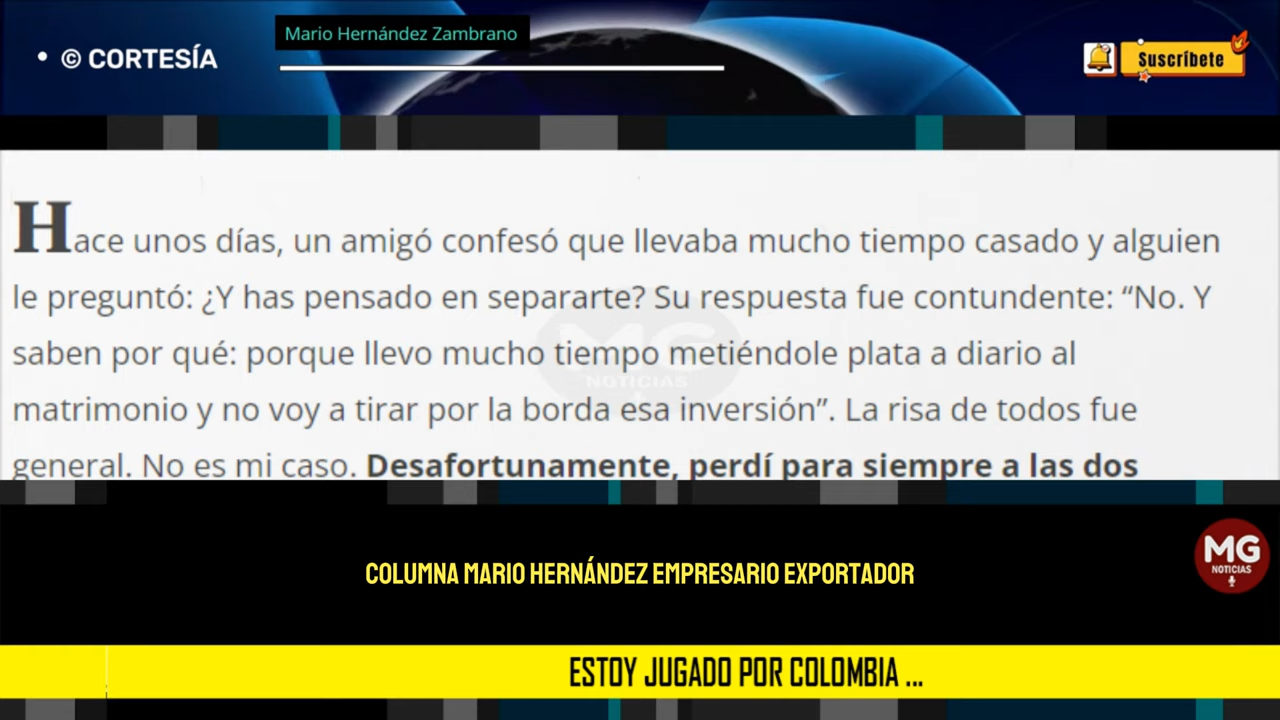 Mario Hernández Zambrano
• © CORTESÍA
Suscríbete
Hace unos días, un amigó confesó que llevaba mucho tiempo casado y alguien
le preguntó: ¿Y has pensado en separarte? Su respuesta fue contundente: “No. Y
saben por qué: porque llevo mucho tiempo metiéndole plata a diario al
matrimonio y no voy a tirar por la borda esa inversión”. La risa de todos fue
general. No es mi caso. Desafortunamente, perdí para siempre a las dos
MG
NOTICIAS
COLUMNA MARIO HERNÁNDEZ EMPRESARIO EXPORTADOR
MG
NOTICIAS
ESTOY JUGADO POR COLOMBIA ...